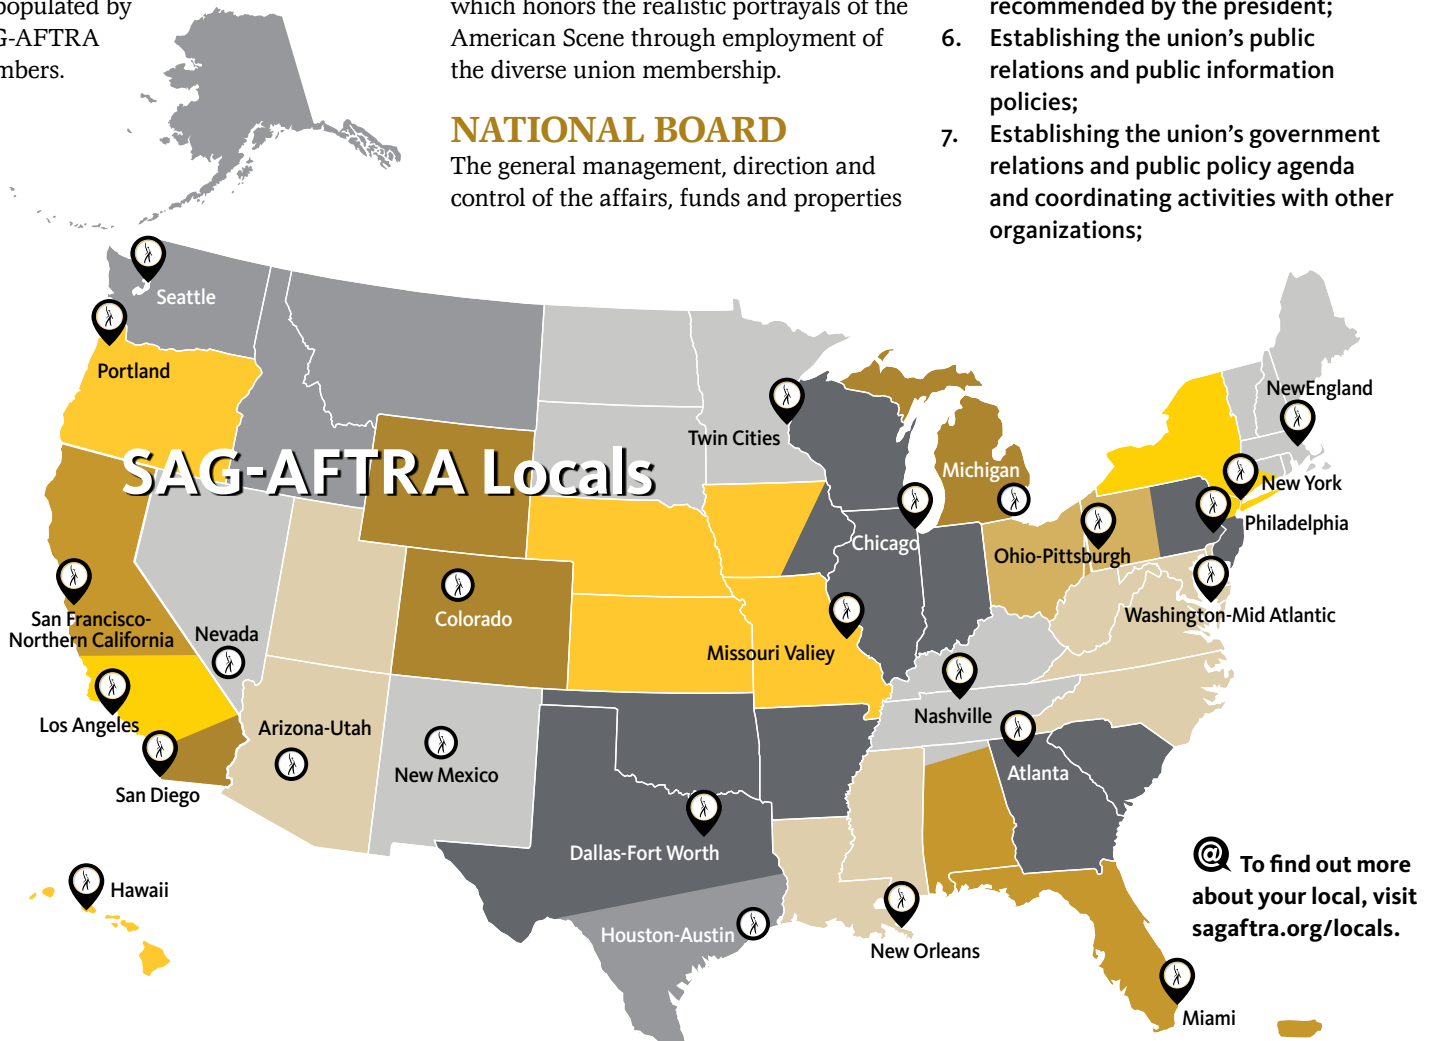 populated by
G-AFTRA
mbers.
which honors the realistic portrayals of the
American Scene through employment of
the diverse union membership.
NATIONAL BOARD
The general management, direction and
control of the affairs, funds and properties
recommended by the president;
6. Establishing the union's public
relations and public information
policies;
7. Establishing the union's government
relations and public policy agenda
and coordinating activities with other
organizations;
SAG-AFTRA Locals
Seattle
Portland
Twin Cities
Michigan
NewEngland
New York
Philadelphia
Chicago
Ohio-Pittsburgh
Washington-Mid Atlantic
San Francisco-
Northern California
Nevada
Colorado
Missouri Valiey
Los Angeles
Arizona-Utah
New Mexico
Nashville
Atlanta
San Diego
Dallas-Fort Worth
Houston-Austin
New Orleans
Hawaii
Miami
@ To find out more
about your local, visit
sagaftra.org/locals.